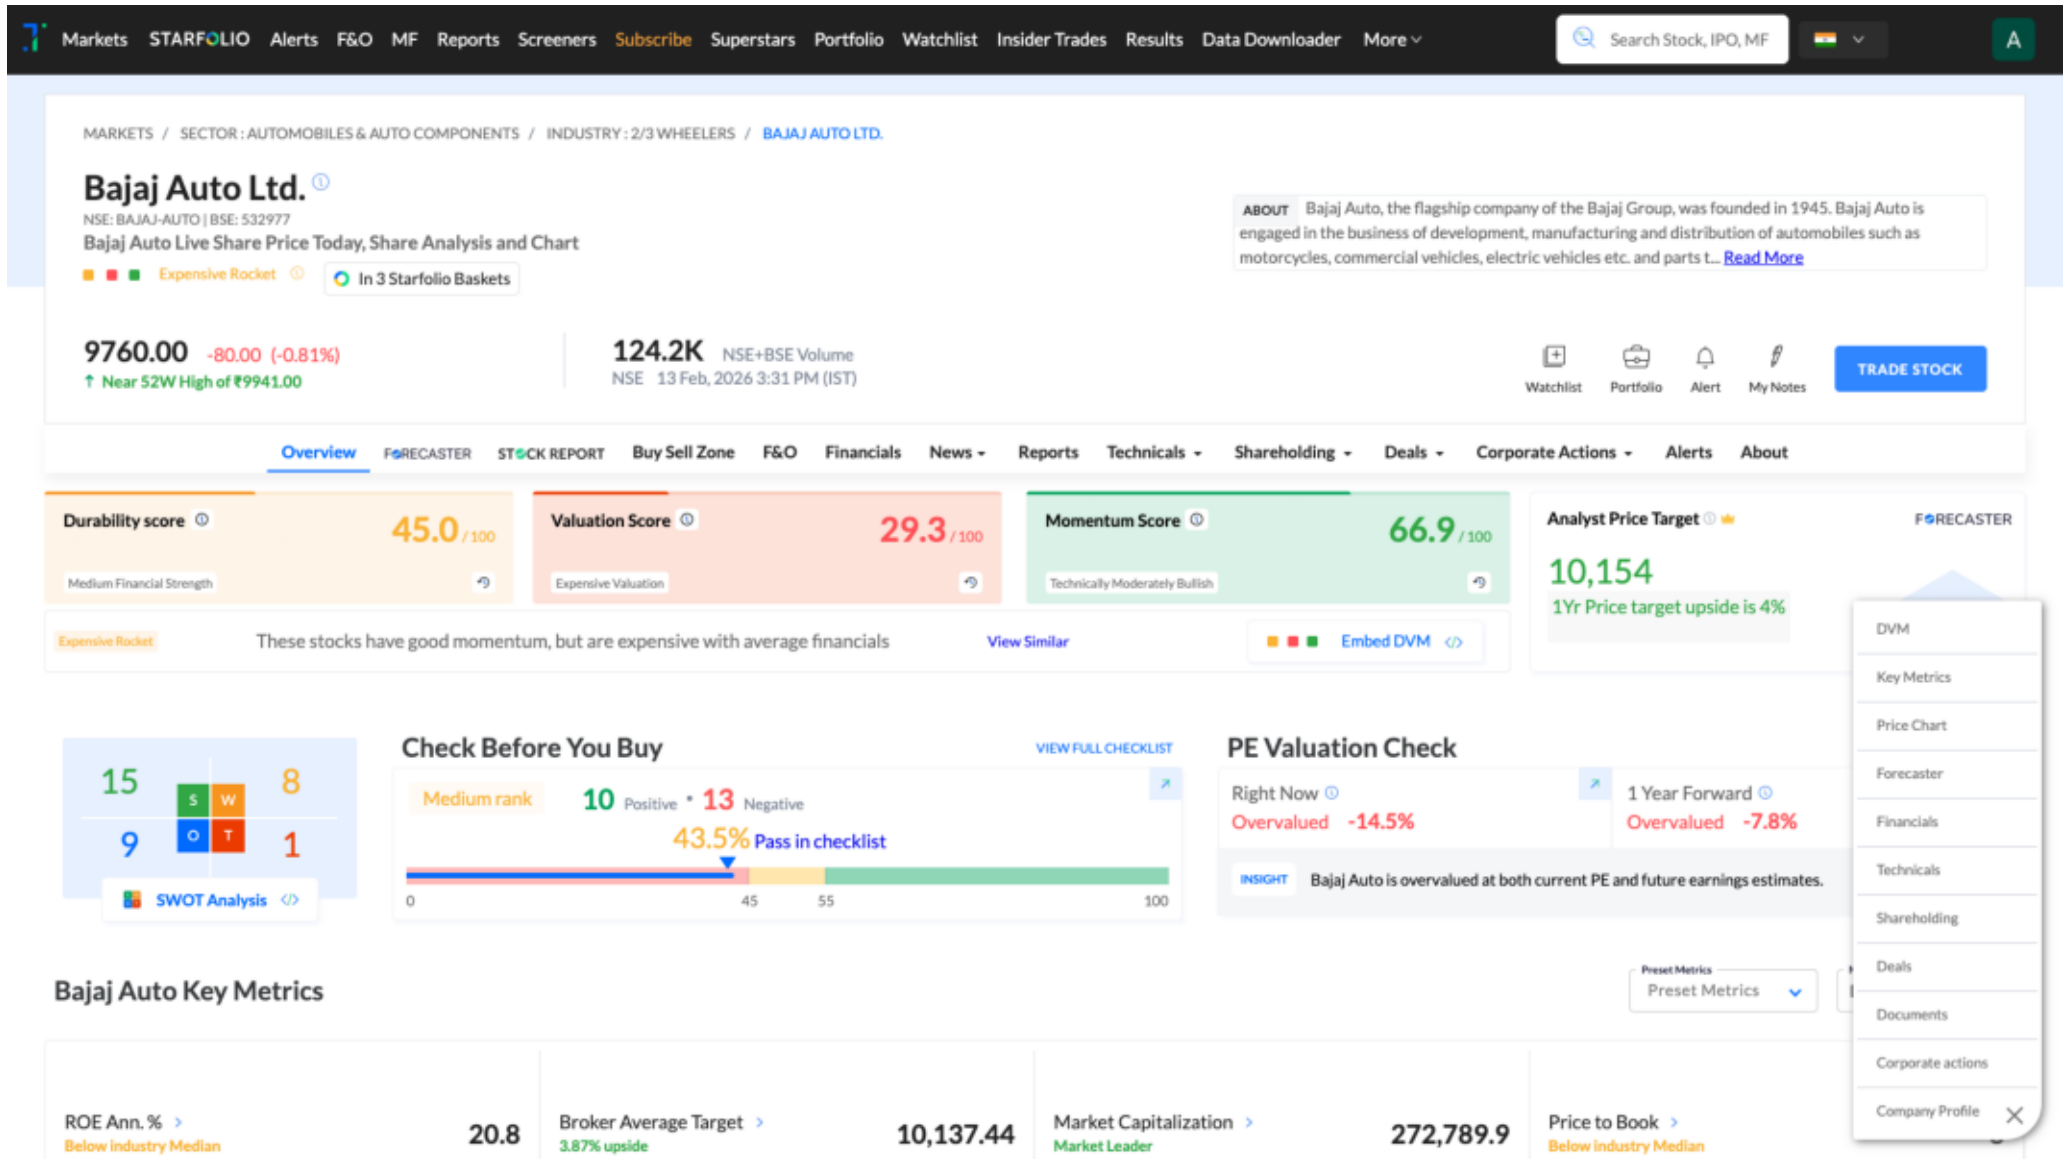 Markets STARFOLIO Alerts F&O MF Reports Screeners Subscribe Superstars Portfolio Watchlist Insider Trades Results Data Downloader More Search Stock, IPO, MF A
MARKETS / SECTOR : AUTOMOBILES & AUTO COMPONENTS / INDUSTRY : 2/3 WHEELERS / BAJAJ AUTO LTD.
Bajaj Auto Ltd.
NSE: BAJAJ-AUTO | BSE: 532977
Bajaj Auto Live Share Price Today, Share Analysis and Chart
Expensive Rocket In 3 Starfolio Baskets
ABOUT Bajaj Auto, the flagship company of the Bajaj Group, was founded in 1945. Bajaj Auto is
engaged in the business of development, manufacturing and distribution of automobiles such as
motorcycles, commercial vehicles, electric vehicles etc. and parts t... Read More
9760.00 -80.00 (-0.81%)
↑ Near 52W High of ₹9941.00
124.2K NSE+BSE Volume
NSE 13 Feb, 2026 3:31 PM (IST)
Watchlist Portfolio Alert My Notes TRADE STOCK
Overview FORECASTER STOCK REPORT Buy Sell Zone F&O Financials News Reports Technicals Shareholding Deals Corporate Actions Alerts About
Durability score 45.0 / 100
Medium Financial Strength
Valuation Score 29.3 / 100
Expensive Valuation
Momentum Score 66.9 / 100
Technically Moderately Bullish
Analyst Price Target FORECASTER
10,154
1Yr Price target upside is 4%
Expensive Rocket These stocks have good momentum, but are expensive with average financials View Similar Embed DVM </>
15 S W 8
9 O T 1
SWOT Analysis </>
Check Before You Buy VIEW FULL CHECKLIST
Medium rank 10 Positive • 13 Negative
43.5% Pass in checklist
0 45 55 100
PE Valuation Check
Right Now
Overvalued -14.5%
1 Year Forward
Overvalued -7.8%
INSIGHT Bajaj Auto is overvalued at both current PE and future earnings estimates.
Bajaj Auto Key Metrics
Preset Metrics
Preset Metrics
ROE Ann. % 20.8
Below industry Median
Broker Average Target 10,137.44
3.87% upside
Market Capitalization 272,789.9
Market Leader
Price to Book
Below industry Median
DVM
Key Metrics
Price Chart
Forecaster
Financials
Technicals
Shareholding
Deals
Documents
Corporate actions
Company Profile